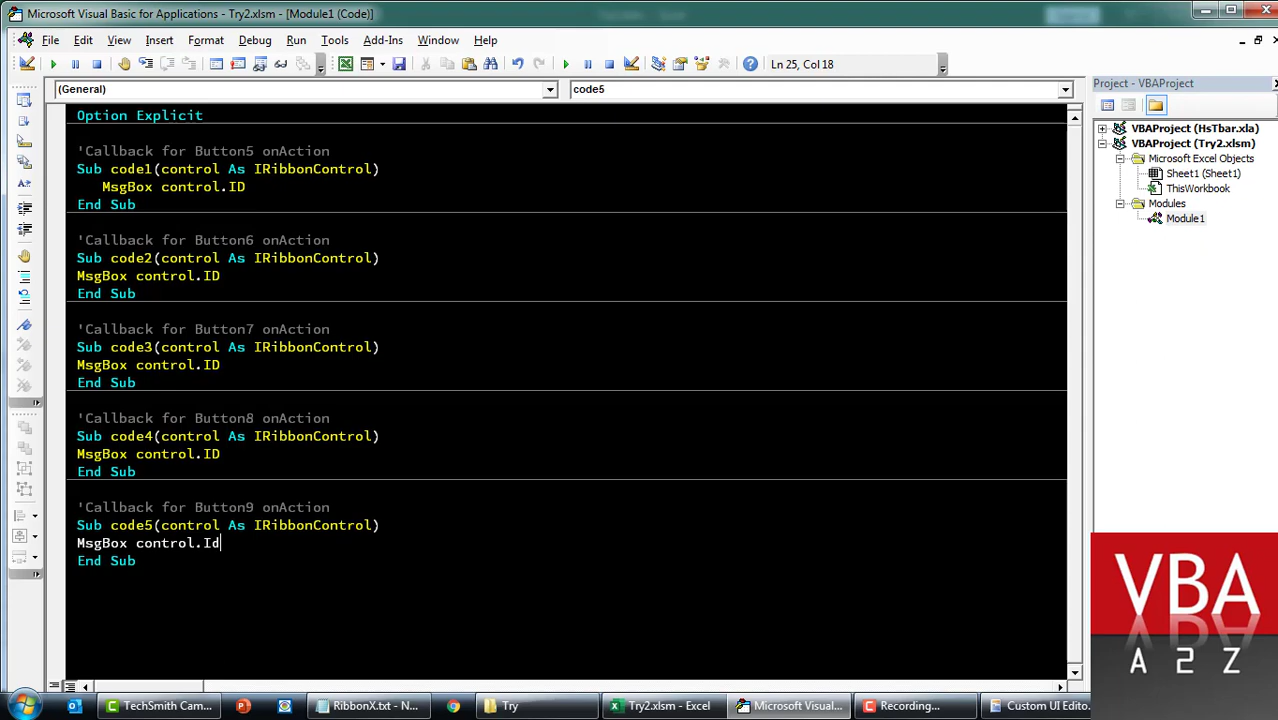 Microsoft Visual Basic for Applications - Try2.xlsm - [Module1 (Code)]
File Edit View Insert Format Debug Run Tools Add-Ins Window Help
Ln 25, Col 18
(General)
code5
Option Explicit
'Callback for Button5 onAction
Sub code1(control As IRibbonControl)
MsgBox control.ID
End Sub
'Callback for Button6 onAction
Sub code2(control As IRibbonControl)
MsgBox control.ID
End Sub
'Callback for Button7 onAction
Sub code3(control As IRibbonControl)
MsgBox control.ID
End Sub
'Callback for Button8 onAction
Sub code4(control As IRibbonControl)
MsgBox control.ID
End Sub
'Callback for Button9 onAction
Sub code5(control As IRibbonControl)
MsgBox control.Id
End Sub
Project - VBAProject
VBAProject (HsTbar.xla)
VBAProject (Try2.xlsm)
Microsoft Excel Objects
Sheet1 (Sheet1)
ThisWorkbook
Modules
Module1
VBA
A 2 Z
TechSmith Cam...
RibbonX.txt - N...
Try
Try2.xlsm - Excel
Microsoft Visual...
Recording...
Custom UI Edito..